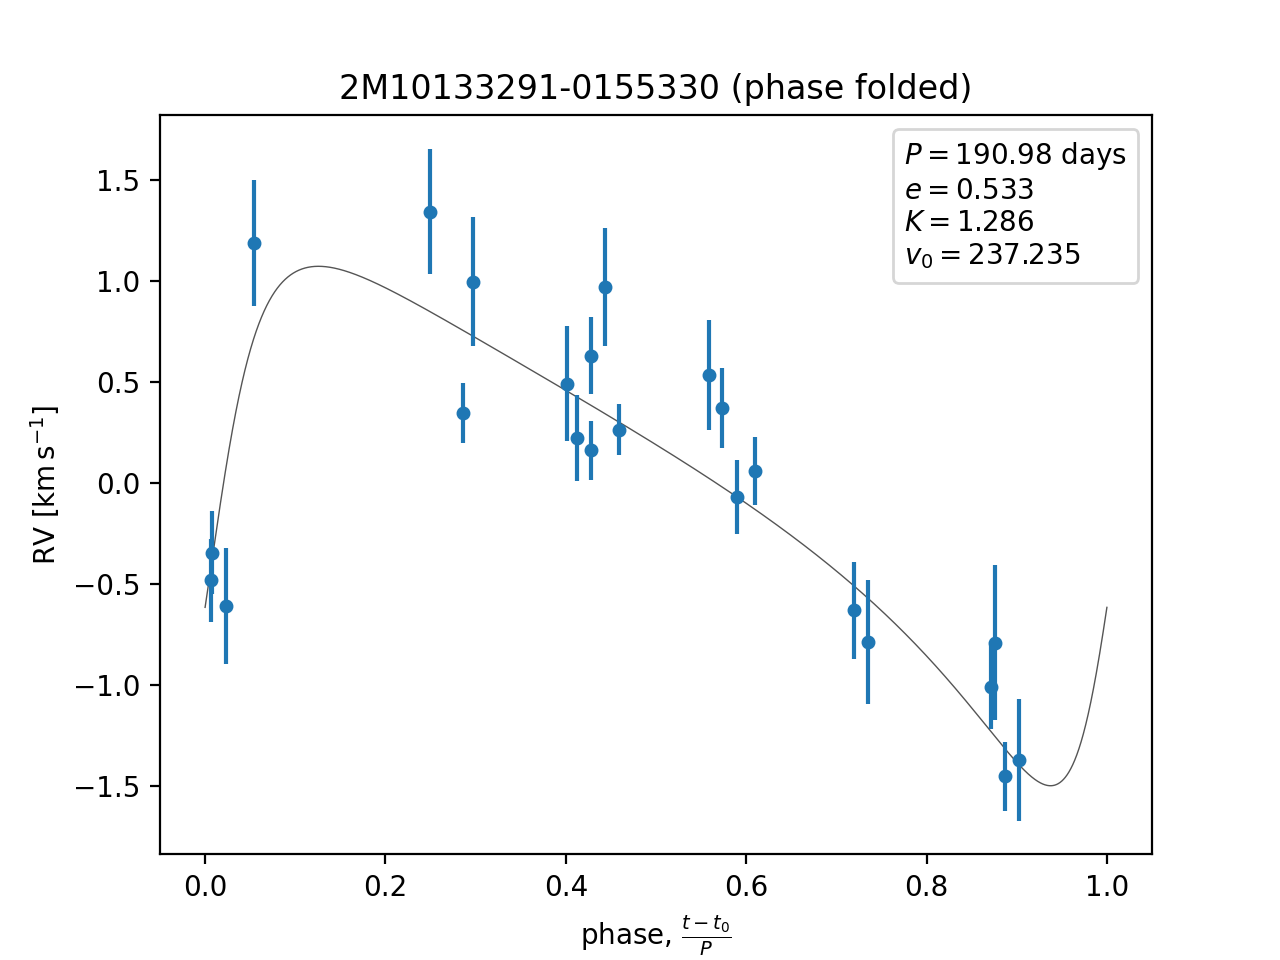 2M10133291-0155330 (phase folded)
P = 190.98 days
e = 0.533
K = 1.286
v₀ = 237.235
RV [km s⁻¹]
1.5
1.0
0.5
0.0
−0.5
−1.0
−1.5
0.0 0.2 0.4 0.6 0.8 1.0
phase, (t − t₀)/P